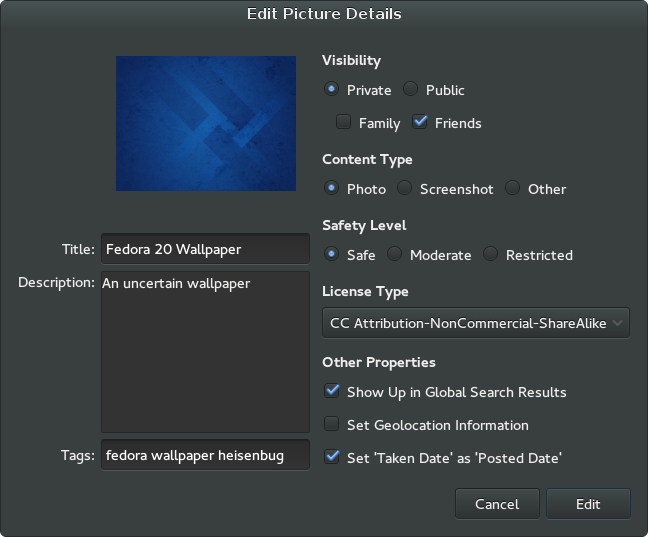 Edit Picture Details
Visibility
Private Public
Family Friends
Content Type
Photo Screenshot Other
Safety Level
Safe Moderate Restricted
License Type
CC Attribution-NonCommercial-ShareAlike
Other Properties
Show Up in Global Search Results
Set Geolocation Information
Set 'Taken Date' as 'Posted Date'
Title: Fedora 20 Wallpaper
Description: An uncertain wallpaper
Tags: fedora wallpaper heisenbug
Cancel Edit